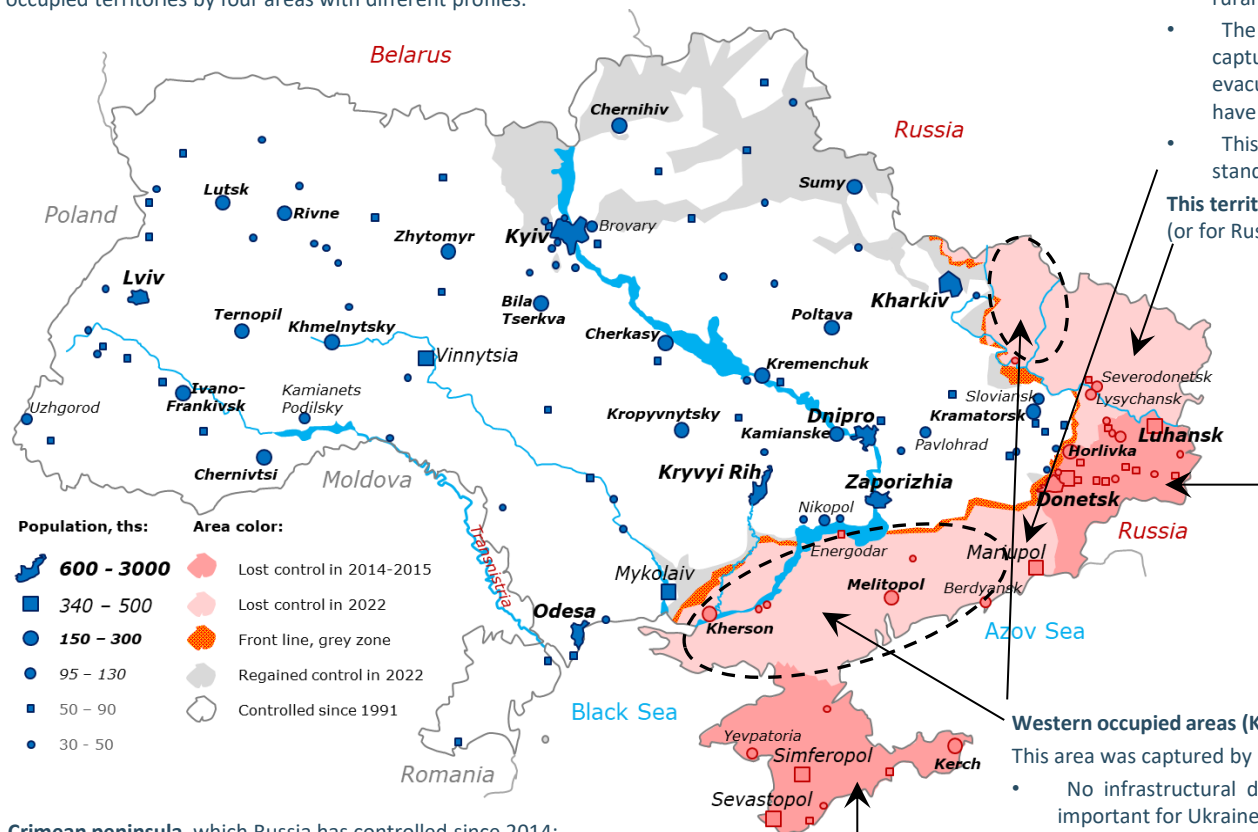 occupied territories by four areas with different profiles.
rural
• The
captu
evacu
have
• This
stand
This territ
(or for Rus
Belarus
Russia
Poland
Chernihiv
Sumy
Lutsk
Rivne
Zhytomyr
Kyiv
Brovary
Lviv
Kharkiv
Ternopil
Khmelnytsky
Bila
Tserkva
Cherkasy
Poltava
Vinnytsia
Kremenchuk
Severodonetsk
Lysychansk
Sloviansk
Kramatorsk
Uzhgorod
Ivano-
Frankivsk
Kamianets
Podilsky
Kropyvnytsky
Dnipro
Kamianske
Pavlohrad
Luhansk
Horlivka
Chernivtsi
Moldova
Kryvyi Rih
Zaporizhia
Donetsk
Nikopol
Energodar
Mariupol
Russia
Transnistria
Mykolaiv
Melitopol
Berdyansk
Odesa
Kherson
Azov Sea
Black Sea
Population, ths:
600 - 3000
340 – 500
150 – 300
95 – 130
50 – 90
30 - 50
Area color:
Lost control in 2014-2015
Lost control in 2022
Front line, grey zone
Regained control in 2022
Controlled since 1991
Romania
Yevpatoria
Simferopol
Kerch
Sevastopol
Western occupied areas (K
This area was captured by
• No infrastructural d
important for Ukraine
Crimean peninsula, which Russia has controlled since 2014: